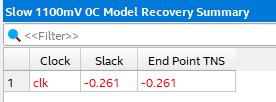 Slow 1100mV 0C Model Recovery Summary
<<Filter>>
Clock Slack End Point TNS
1 clk -0.261 -0.261